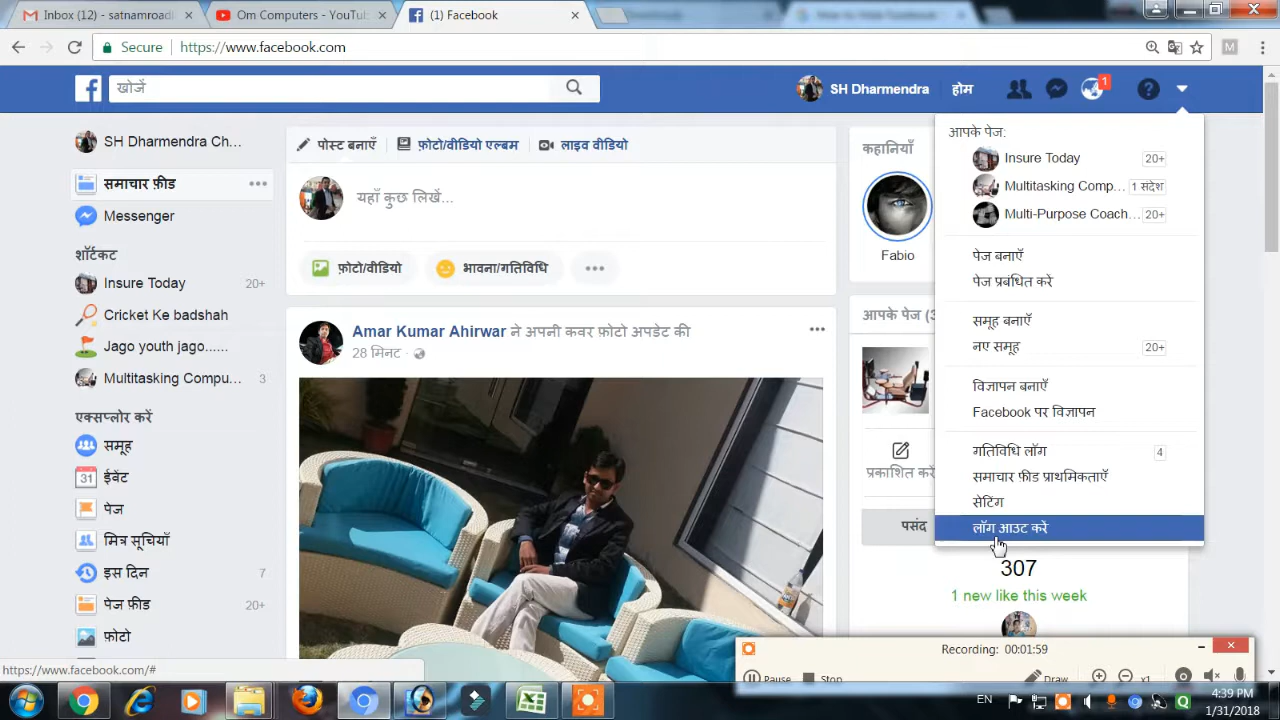 Inbox (12) - satnamroadi
Om Computers - YouTub
(1) Facebook
Secure
https://www.facebook.com
M
खोजें
SH Dharmendra
होम
1
SH Dharmendra Ch...
समाचार फ़ीड
Messenger
शॉर्टकट
Insure Today 20+
Cricket Ke badshah
Jago youth jago......
Multitasking Compu... 3
एक्सप्लोर करें
समूह
31 ईवेंट
पेज
मित्र सूचियाँ
इस दिन 7
पेज फ़ीड 20+
फ़ोटो
https://www.facebook.com/#
पोस्ट बनाएँ
फ़ोटो/वीडियो एल्बम
लाइव वीडियो
यहाँ कुछ लिखें...
फ़ोटो/वीडियो
भावना/गतिविधि
Amar Kumar Ahirwar ने अपनी कवर फ़ोटो अपडेट की
28 मिनट
कहानियाँ
Fabio
आपके पेज (3
प्रकाशित करें
पसंद
307
1 new like this week
आपके पेज:
Insure Today 20+
Multitasking Comp... 1 संदेश
Multi-Purpose Coach... 20+
पेज बनाएँ
पेज प्रबंधित करें
समूह बनाएँ
नए समूह 20+
विज्ञापन बनाएँ
Facebook पर विज्ञापन
गतिविधि लॉग 4
समाचार फ़ीड प्राथमिकताएँ
सेटिंग
लॉग आउट करें
Recording: 00:01:59
Pause
Stop
Draw
x1
EN
4:39 PM
1/31/2018